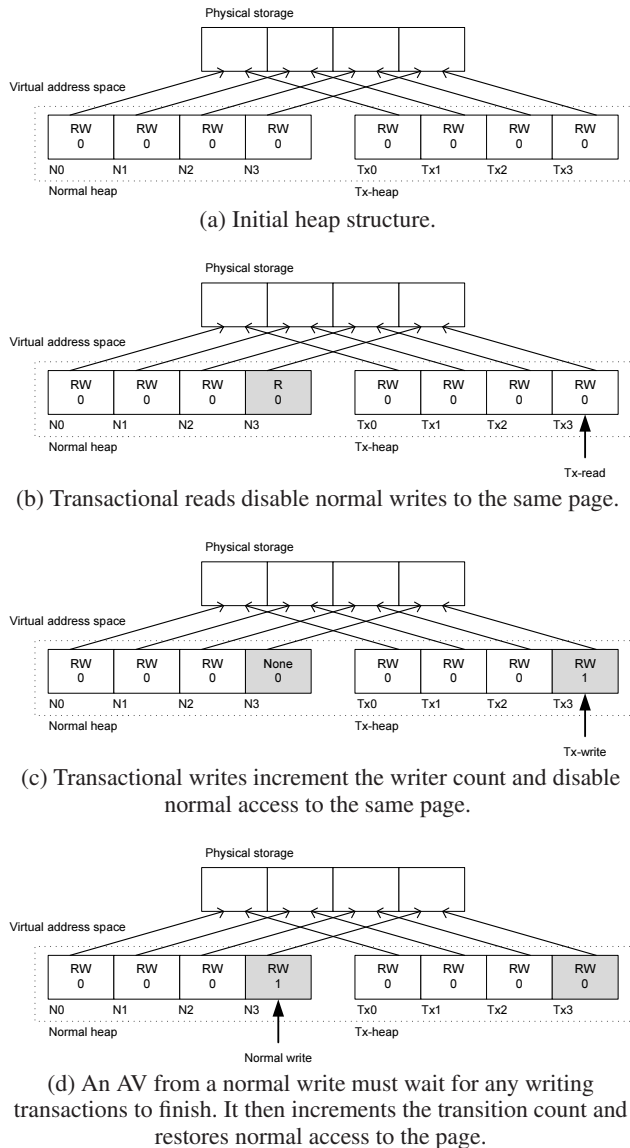 Physical storage
Virtual address space
RW RW RW RW RW RW RW RW
0 0 0 0 0 0 0 0
N0 N1 N2 N3 Tx0 Tx1 Tx2 Tx3
Normal heap Tx-heap
(a) Initial heap structure.
Physical storage
Virtual address space
RW RW RW R RW RW RW RW
0 0 0 0 0 0 0 0
N0 N1 N2 N3 Tx0 Tx1 Tx2 Tx3
Normal heap Tx-heap
Tx-read
(b) Transactional reads disable normal writes to the same page.
Physical storage
Virtual address space
RW RW RW None RW RW RW RW
0 0 0 0 0 0 0 1
N0 N1 N2 N3 Tx0 Tx1 Tx2 Tx3
Normal heap Tx-heap
Tx-write
(c) Transactional writes increment the writer count and disable
normal access to the same page.
Physical storage
Virtual address space
RW RW RW RW RW RW RW RW
0 0 0 1 0 0 0 0
N0 N1 N2 N3 Tx0 Tx1 Tx2 Tx3
Normal heap Tx-heap
Normal write
(d) An AV from a normal write must wait for any writing
transactions to finish. It then increments the transition count and
restores normal access to the page.